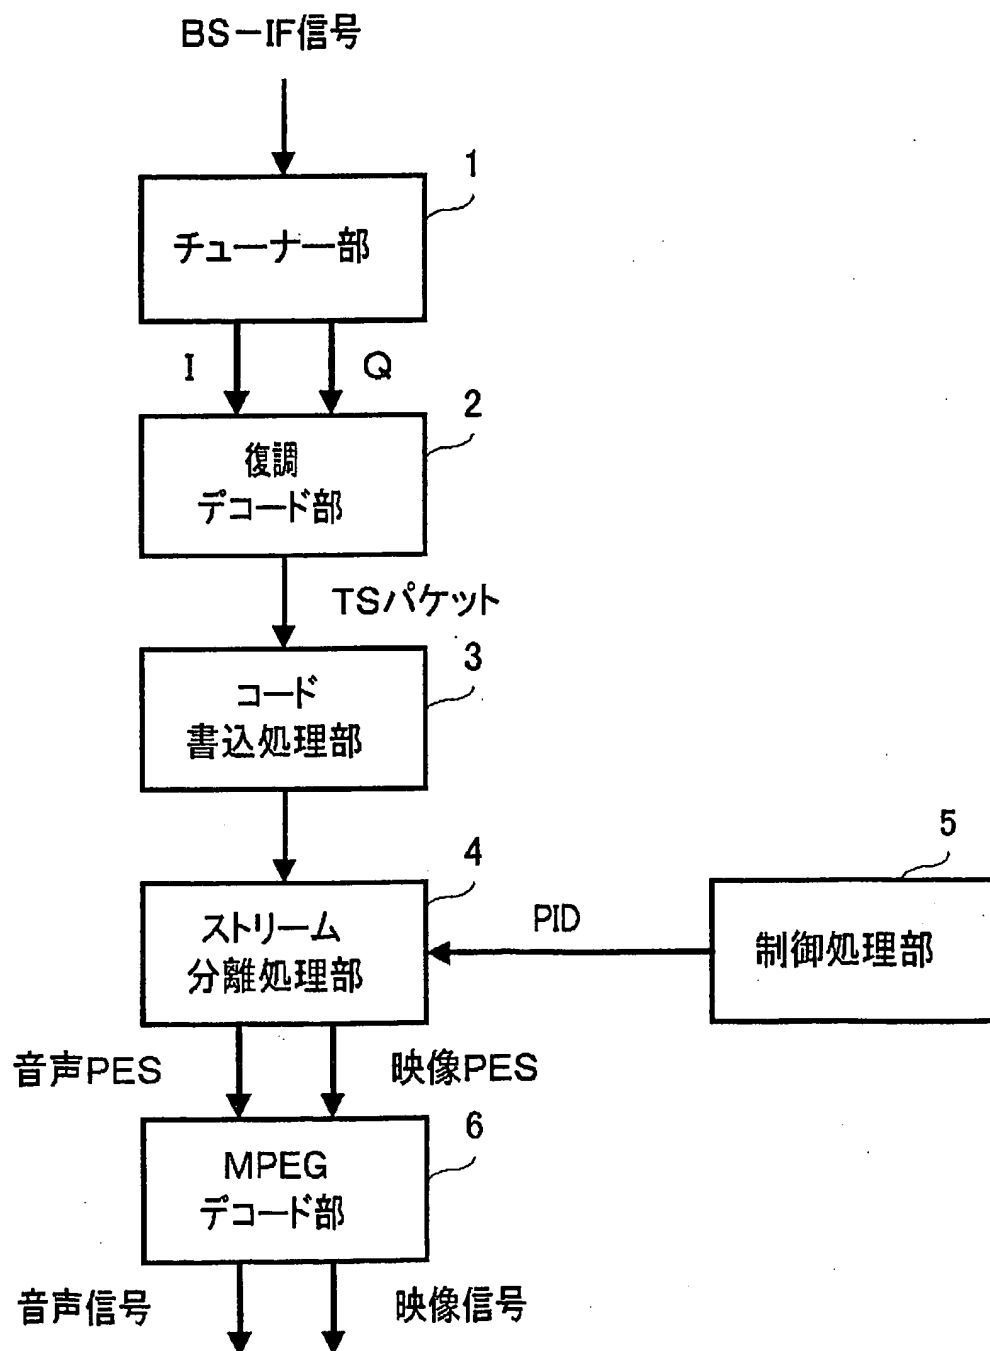 BS－IF信号
1
チューナー部
I
Q
2
復調
デコード部
TSパケット
3
コード
書込処理部
4
5
ストリーム
分離処理部
PID
制御処理部
音声PES
映像PES
6
MPEG
デコード部
音声信号
映像信号